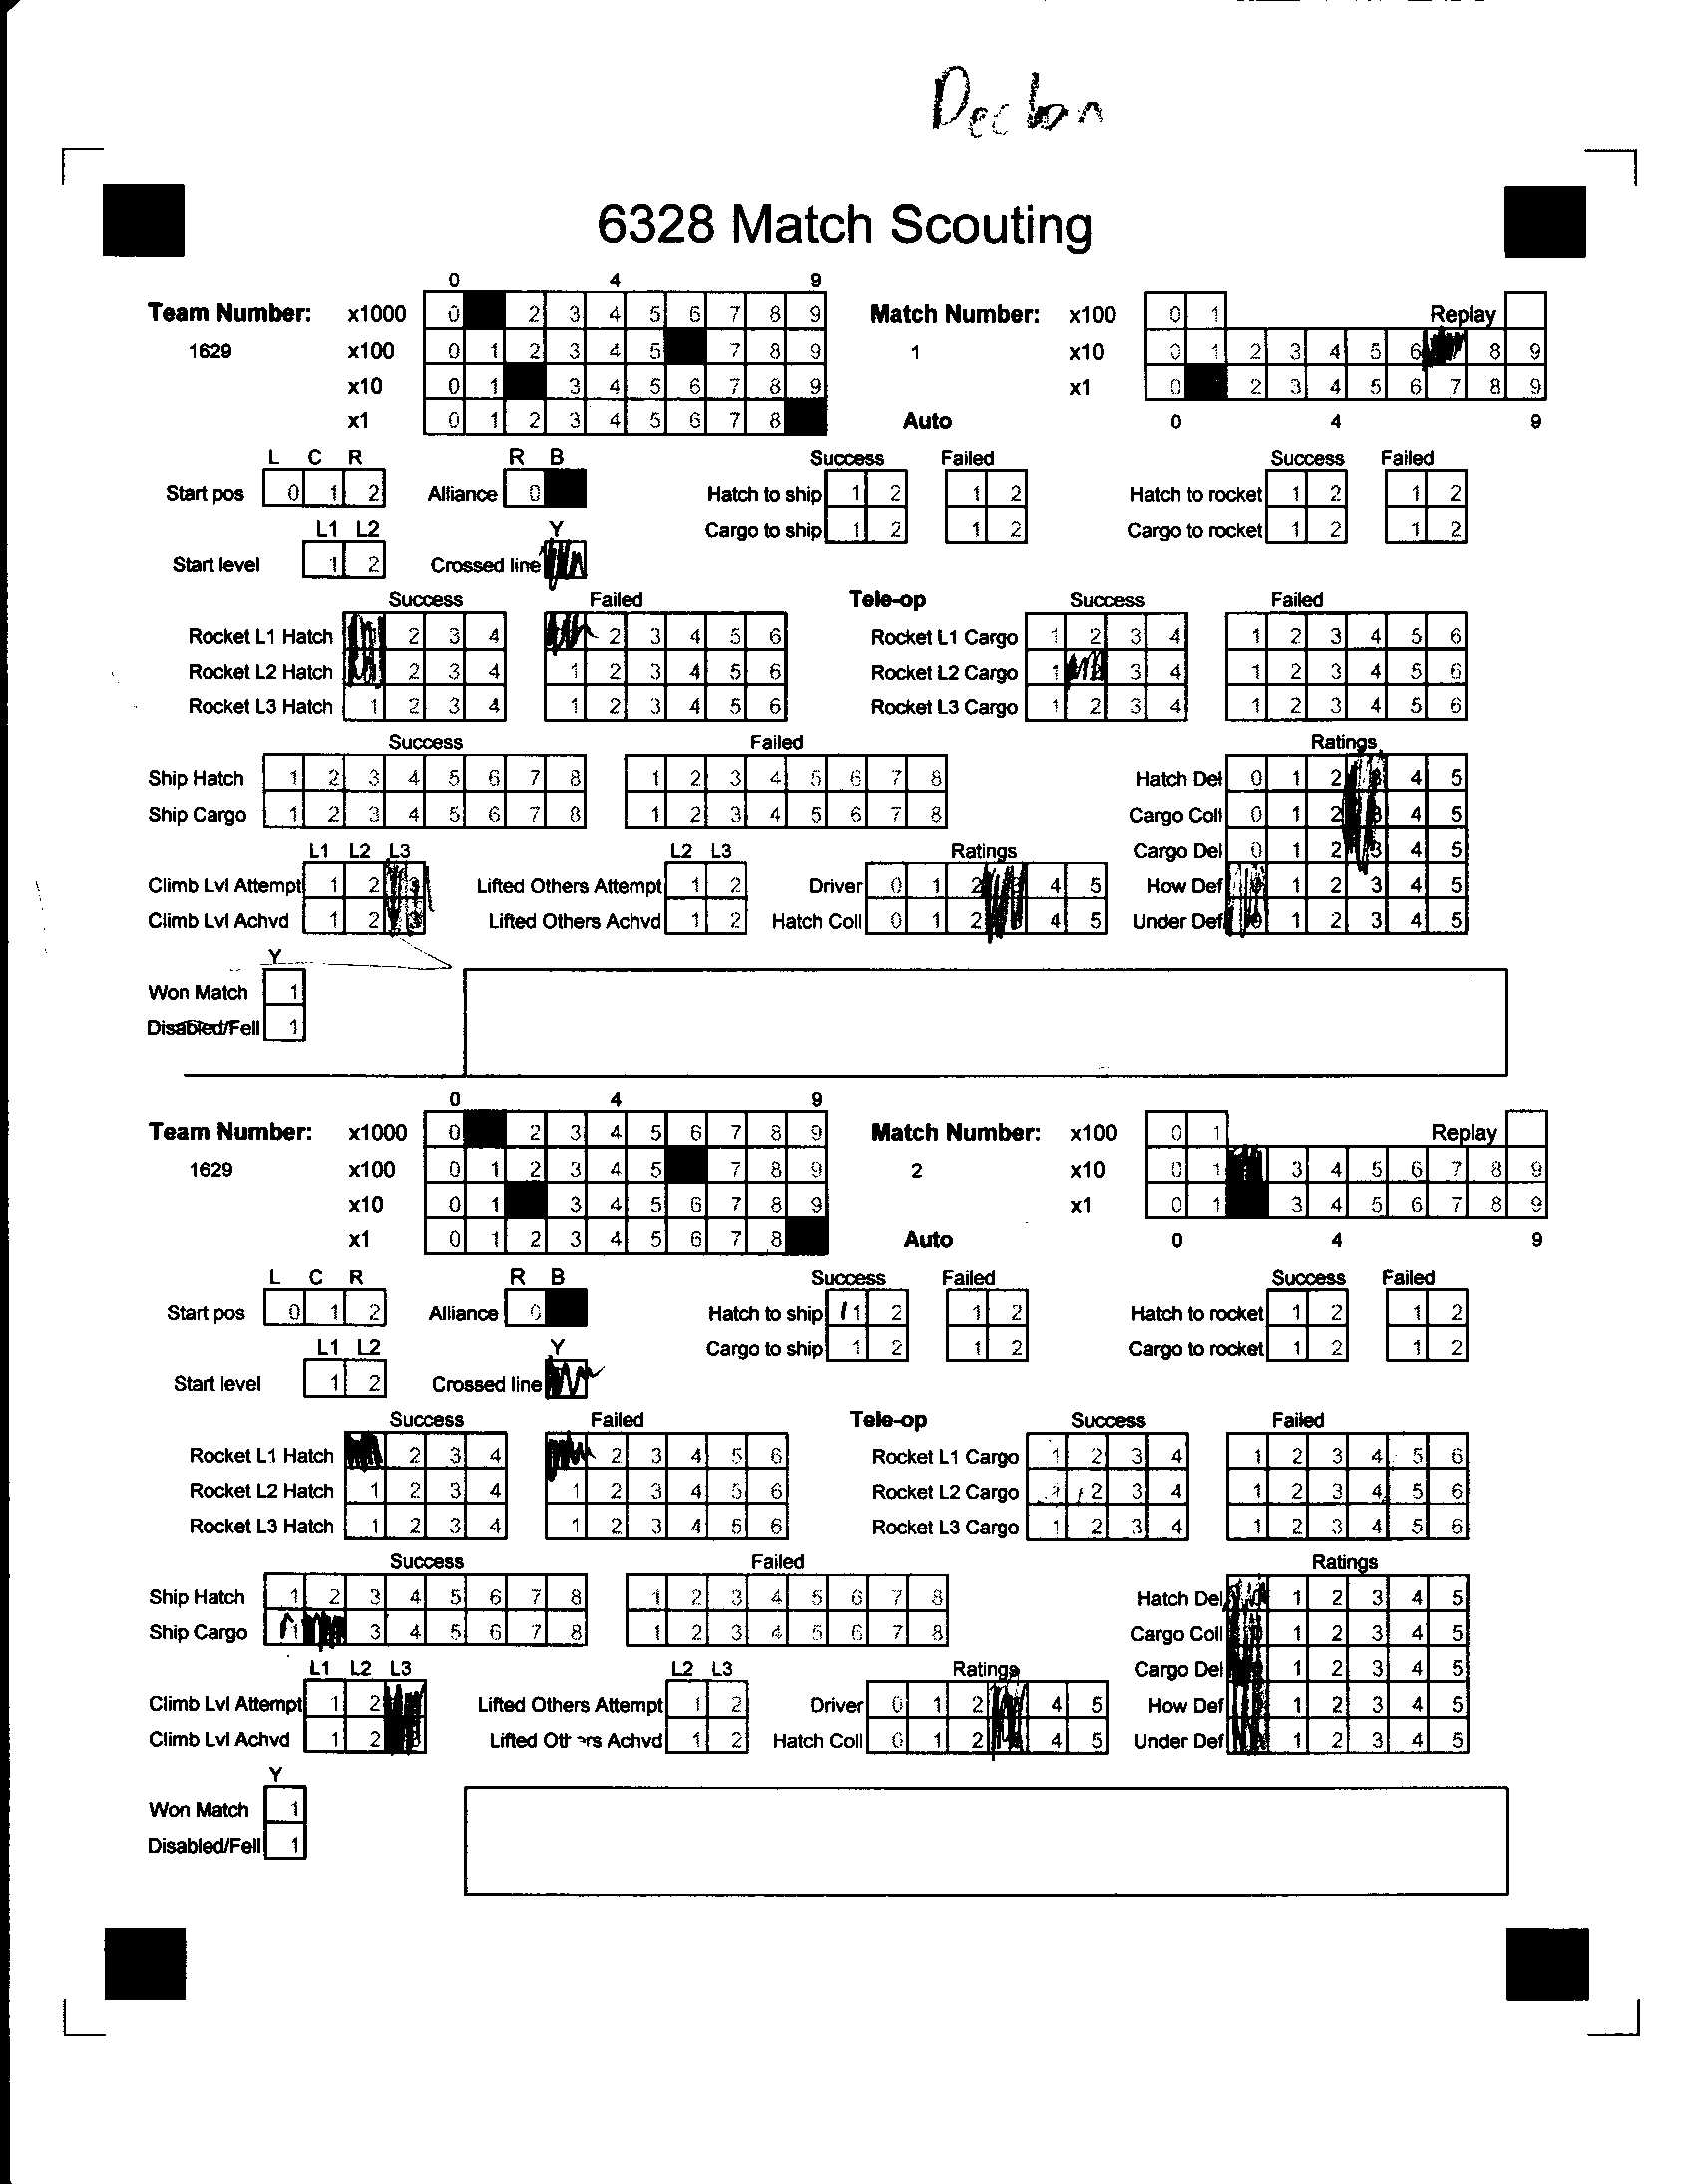 Declan
6328 Match Scouting
0 4 9
Team Number: x1000 0 2 3 4 5 6 7 8 9 Match Number: x100 0 1 Replay
1629 x100 0 1 2 3 4 5 7 8 9 1 x10 0 1 2 3 4 5 6 8 9
x10 0 1 3 4 5 6 7 8 9 x1 0 2 3 4 5 6 7 8 9
x1 0 1 2 3 4 5 6 7 8 Auto 0 4 9
L C R R B Success Failed Success Failed
Start pos 0 1 2 Alliance 0 Hatch to ship 1 2 1 2 Hatch to rocket 1 2 1 2
L1 L2 Y Cargo to ship 1 2 1 2 Cargo to rocket 1 2 1 2
Start level 1 2 Crossed line
Success Failed Tele-op Success Failed
Rocket L1 Hatch 2 3 4 2 3 4 5 6 Rocket L1 Cargo 1 2 3 4 1 2 3 4 5 6
Rocket L2 Hatch 2 3 4 1 2 3 4 5 6 Rocket L2 Cargo 1 3 4 1 2 3 4 5 6
Rocket L3 Hatch 1 2 3 4 1 2 3 4 5 6 Rocket L3 Cargo 1 2 3 4 1 2 3 4 5 6
Success Failed Ratings
Ship Hatch 1 2 3 4 5 6 7 8 1 2 3 4 5 6 7 8 Hatch Del 0 1 2 3 4 5
Ship Cargo 1 2 3 4 5 6 7 8 1 2 3 4 5 6 7 8 Cargo Coll 0 1 2 3 4 5
L1 L2 L3 L2 L3 Ratings Cargo Del 0 1 2 3 4 5
Climb Lvl Attempt 1 2 3 Lifted Others Attempt 1 2 Driver 0 1 2 4 5 How Def 1 2 3 4 5
Climb Lvl Achvd 1 2 3 Lifted Others Achvd 1 2 Hatch Coll 0 1 2 3 4 5 Under Def 0 1 2 3 4 5
Y
Won Match 1
Disabled/Fell 1
0 4 9
Team Number: x1000 0 2 3 4 5 6 7 8 9 Match Number: x100 0 1 Replay
1629 x100 0 1 2 3 4 5 7 8 9 2 x10 0 1 3 4 5 6 7 8 9
x10 0 1 3 4 5 6 7 8 9 x1 0 1 3 4 5 6 7 8 9
x1 0 1 2 3 4 5 6 7 8 Auto 0 4 9
L C R R B Success Failed Success Failed
Start pos 0 1 2 Alliance 0 Hatch to ship 1 2 1 2 Hatch to rocket 1 2 1 2
L1 L2 Y Cargo to ship 1 2 1 2 Cargo to rocket 1 2 1 2
Start level 1 2 Crossed line
Success Failed Tele-op Success Failed
Rocket L1 Hatch 2 3 4 2 3 4 5 6 Rocket L1 Cargo 1 2 3 4 1 2 3 4 5 6
Rocket L2 Hatch 1 2 3 4 1 2 3 4 5 6 Rocket L2 Cargo 1 2 3 4 1 2 3 4 5 6
Rocket L3 Hatch 1 2 3 4 1 2 3 4 5 6 Rocket L3 Cargo 1 2 3 4 1 2 3 4 5 6
Success Failed Ratings
Ship Hatch 1 2 3 4 5 6 7 8 1 2 3 4 5 6 7 8 Hatch Del 1 2 3 4 5
Ship Cargo 1 3 4 5 6 7 8 1 2 3 4 5 6 7 8 Cargo Coll 1 2 3 4 5
L1 L2 L3 L2 L3 Ratings Cargo Del 1 2 3 4 5
Climb Lvl Attempt 1 2 Lifted Others Attempt 1 2 Driver 0 1 2 4 5 How Def 1 2 3 4 5
Climb Lvl Achvd 1 2 Lifted Others Achvd 1 2 Hatch Coll 0 1 2 4 5 Under Def 1 2 3 4 5
Y
Won Match 1
Disabled/Fell 1